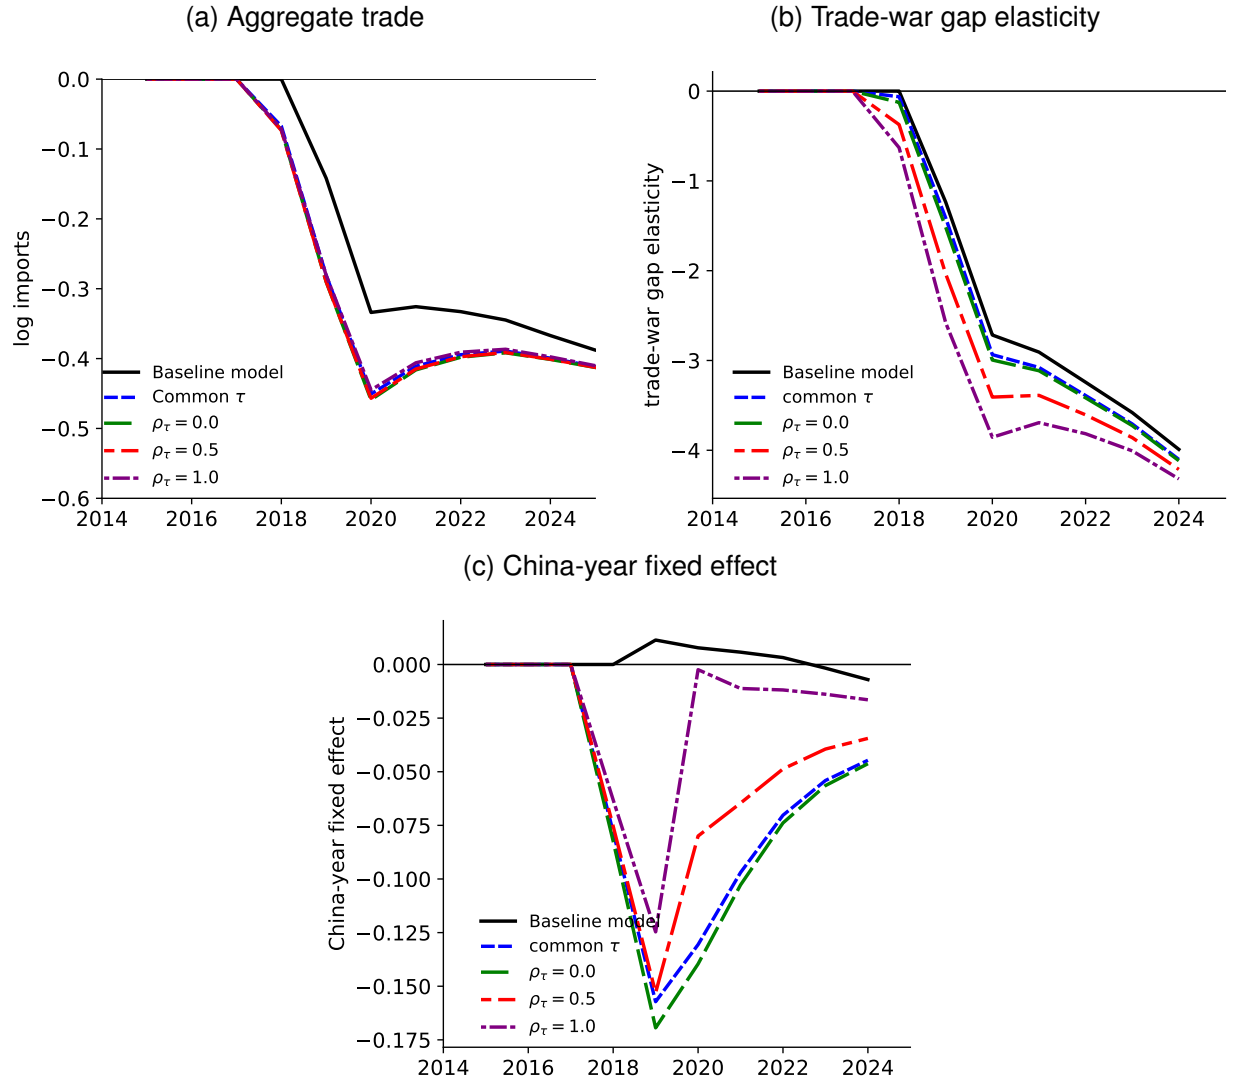 (a) Aggregate trade
0.0
−0.1
−0.2
−0.3
−0.4
−0.5
−0.6
log imports
Baseline model
Common τ
ρτ = 0.0
ρτ = 0.5
ρτ = 1.0
2014 2016 2018 2020 2022 2024
(b) Trade-war gap elasticity
0
−1
−2
−3
−4
trade-war gap elasticity
Baseline model
common τ
ρτ = 0.0
ρτ = 0.5
ρτ = 1.0
2014 2016 2018 2020 2022 2024
(c) China-year fixed effect
0.000
−0.025
−0.050
−0.075
−0.100
−0.125
−0.150
−0.175
China-year fixed effect
Baseline model
common τ
ρτ = 0.0
ρτ = 0.5
ρτ = 1.0
2014 2016 2018 2020 2022 2024